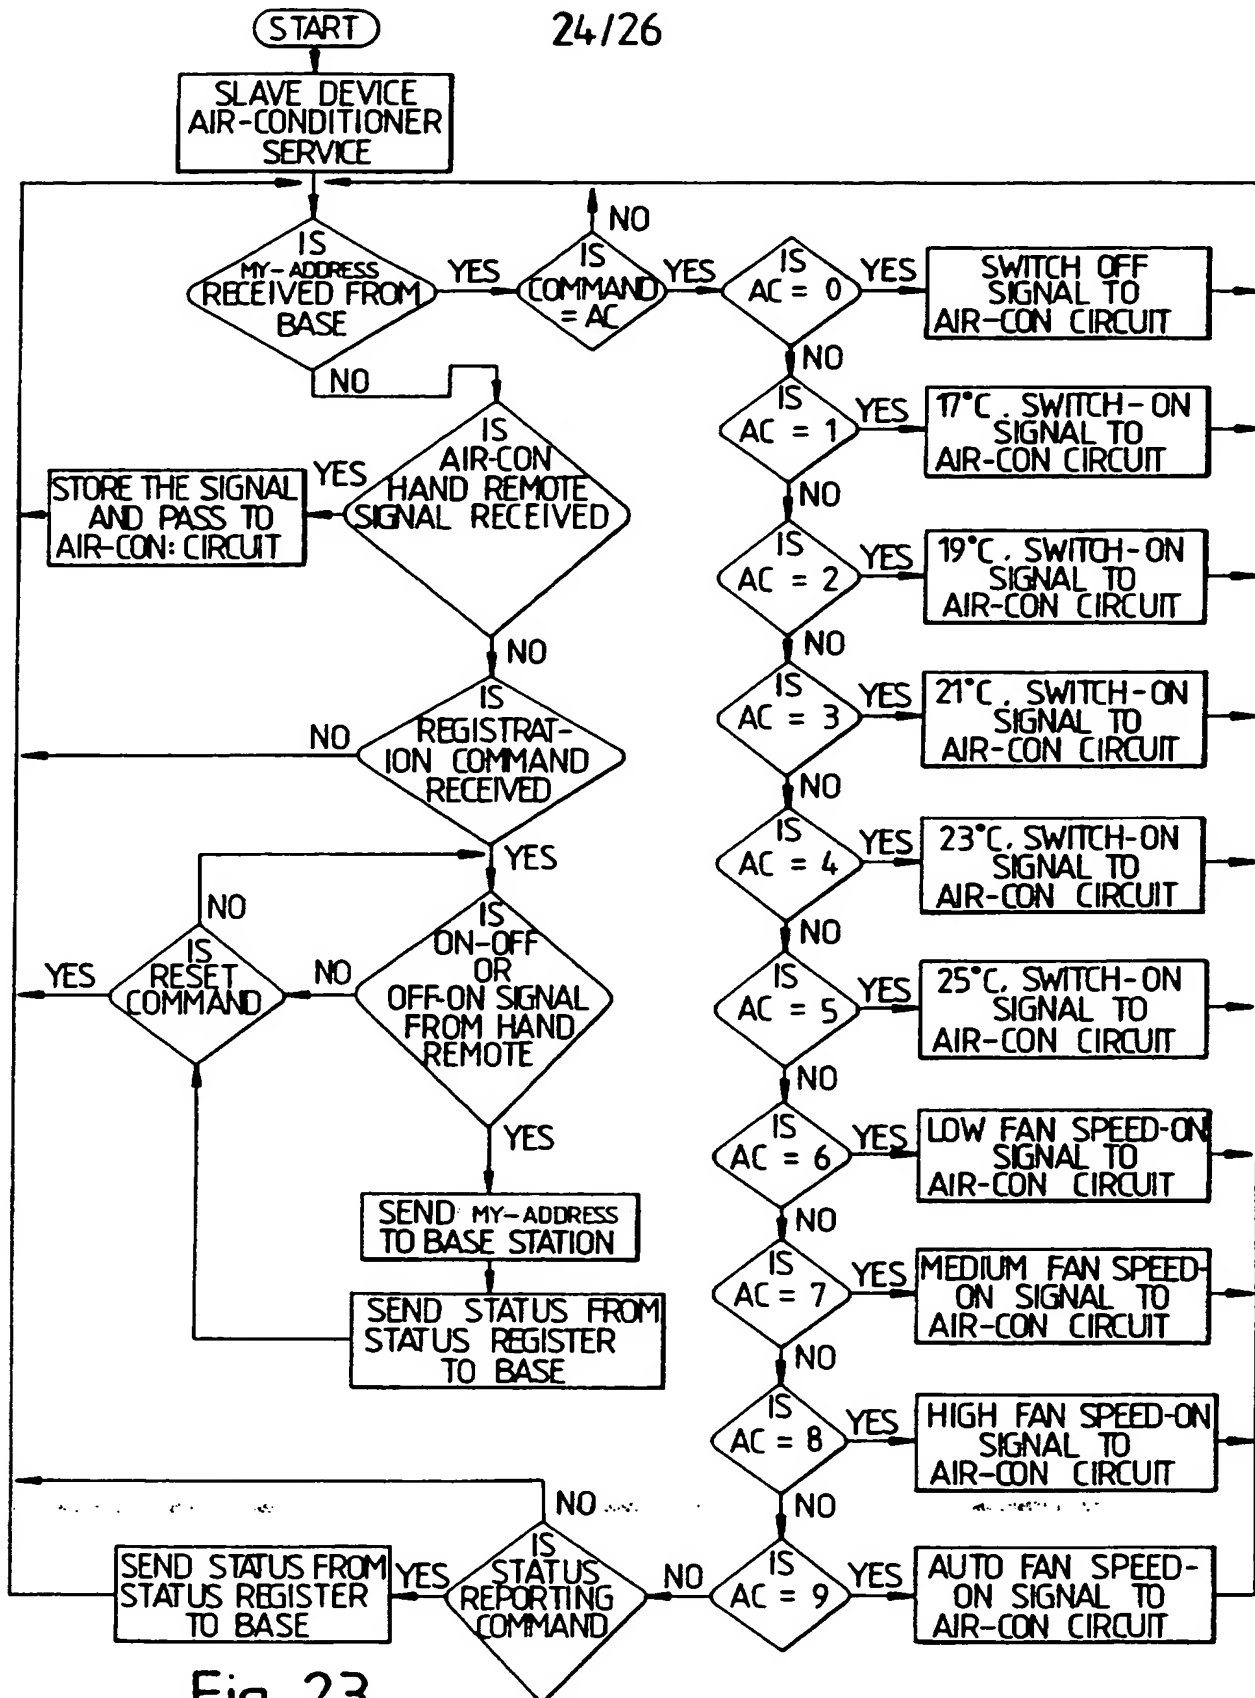 START
24/26
SLAVE DEVICE
AIR-CONDITIONER
SERVICE
IS
MY-ADDRESS
RECEIVED FROM
BASE
YES
NO
IS
COMMAND
= AC
NO
YES
IS
AC = 0
YES
SWITCH OFF
SIGNAL TO
AIR-CON CIRCUIT
NO
IS
AC = 1
YES
17°C. SWITCH-ON
SIGNAL TO
AIR-CON CIRCUIT
NO
IS
AC = 2
YES
19°C. SWITCH-ON
SIGNAL TO
AIR-CON CIRCUIT
NO
IS
AC = 3
YES
21°C. SWITCH-ON
SIGNAL TO
AIR-CON CIRCUIT
NO
IS
AC = 4
YES
23°C. SWITCH-ON
SIGNAL TO
AIR-CON CIRCUIT
NO
IS
AC = 5
YES
25°C. SWITCH-ON
SIGNAL TO
AIR-CON CIRCUIT
NO
IS
AC = 6
YES
LOW FAN SPEED-ON
SIGNAL TO
AIR-CON CIRCUIT
NO
IS
AC = 7
YES
MEDIUM FAN SPEED-
ON SIGNAL TO
AIR-CON CIRCUIT
NO
IS
AC = 8
YES
HIGH FAN SPEED-ON
SIGNAL TO
AIR-CON CIRCUIT
NO
IS
AC = 9
YES
AUTO FAN SPEED-
ON SIGNAL TO
AIR-CON CIRCUIT
NO
IS
STATUS
REPORTING
COMMAND
NO
YES
SEND STATUS FROM
STATUS REGISTER
TO BASE
IS
AIR-CON
HAND REMOTE
SIGNAL RECEIVED
YES
STORE THE SIGNAL
AND PASS TO
AIR-CON: CIRCUIT
NO
IS
REGISTRAT-
ION COMMAND
RECEIVED
NO
YES
IS
ON-OFF
OR
OFF-ON SIGNAL
FROM HAND
REMOTE
NO
IS
RESET
COMMAND
NO
YES
YES
SEND MY-ADDRESS
TO BASE STATION
SEND STATUS FROM
STATUS REGISTER
TO BASE
Fig. 23